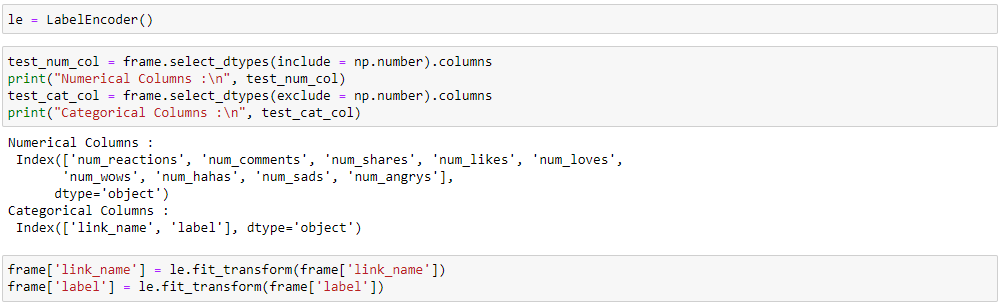 le = LabelEncoder()
test_num_col = frame.select_dtypes(include = np.number).columns
print("Numerical Columns :\n", test_num_col)
test_cat_col = frame.select_dtypes(exclude = np.number).columns
print("Categorical Columns :\n", test_cat_col)
Numerical Columns :
 Index(['num_reactions', 'num_comments', 'num_shares', 'num_likes', 'num_loves',
       'num_wows', 'num_hahas', 'num_sads', 'num_angrys'],
      dtype='object')
Categorical Columns :
 Index(['link_name', 'label'], dtype='object')
frame['link_name'] = le.fit_transform(frame['link_name'])
frame['label'] = le.fit_transform(frame['label'])